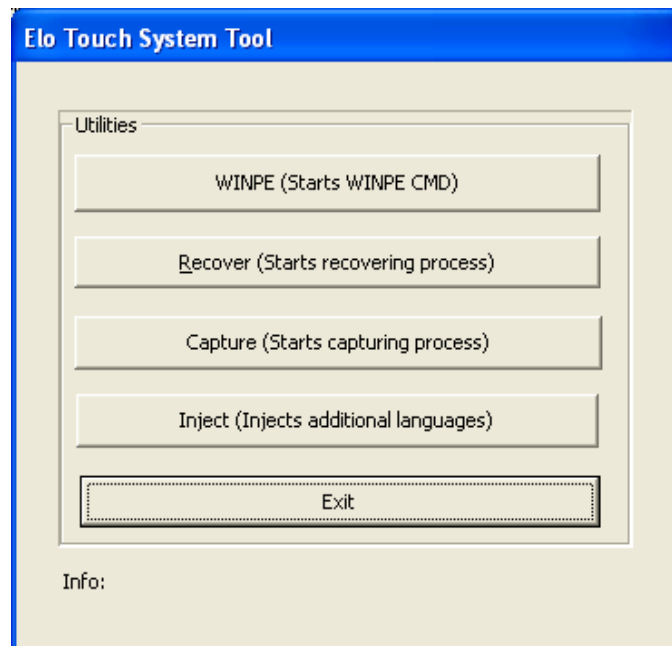 Elo Touch System Tool
Utilities
WINPE (Starts WINPE CMD)
Recover (Starts recovering process)
Capture (Starts capturing process)
Inject (Injects additional languages)
Exit
Info: